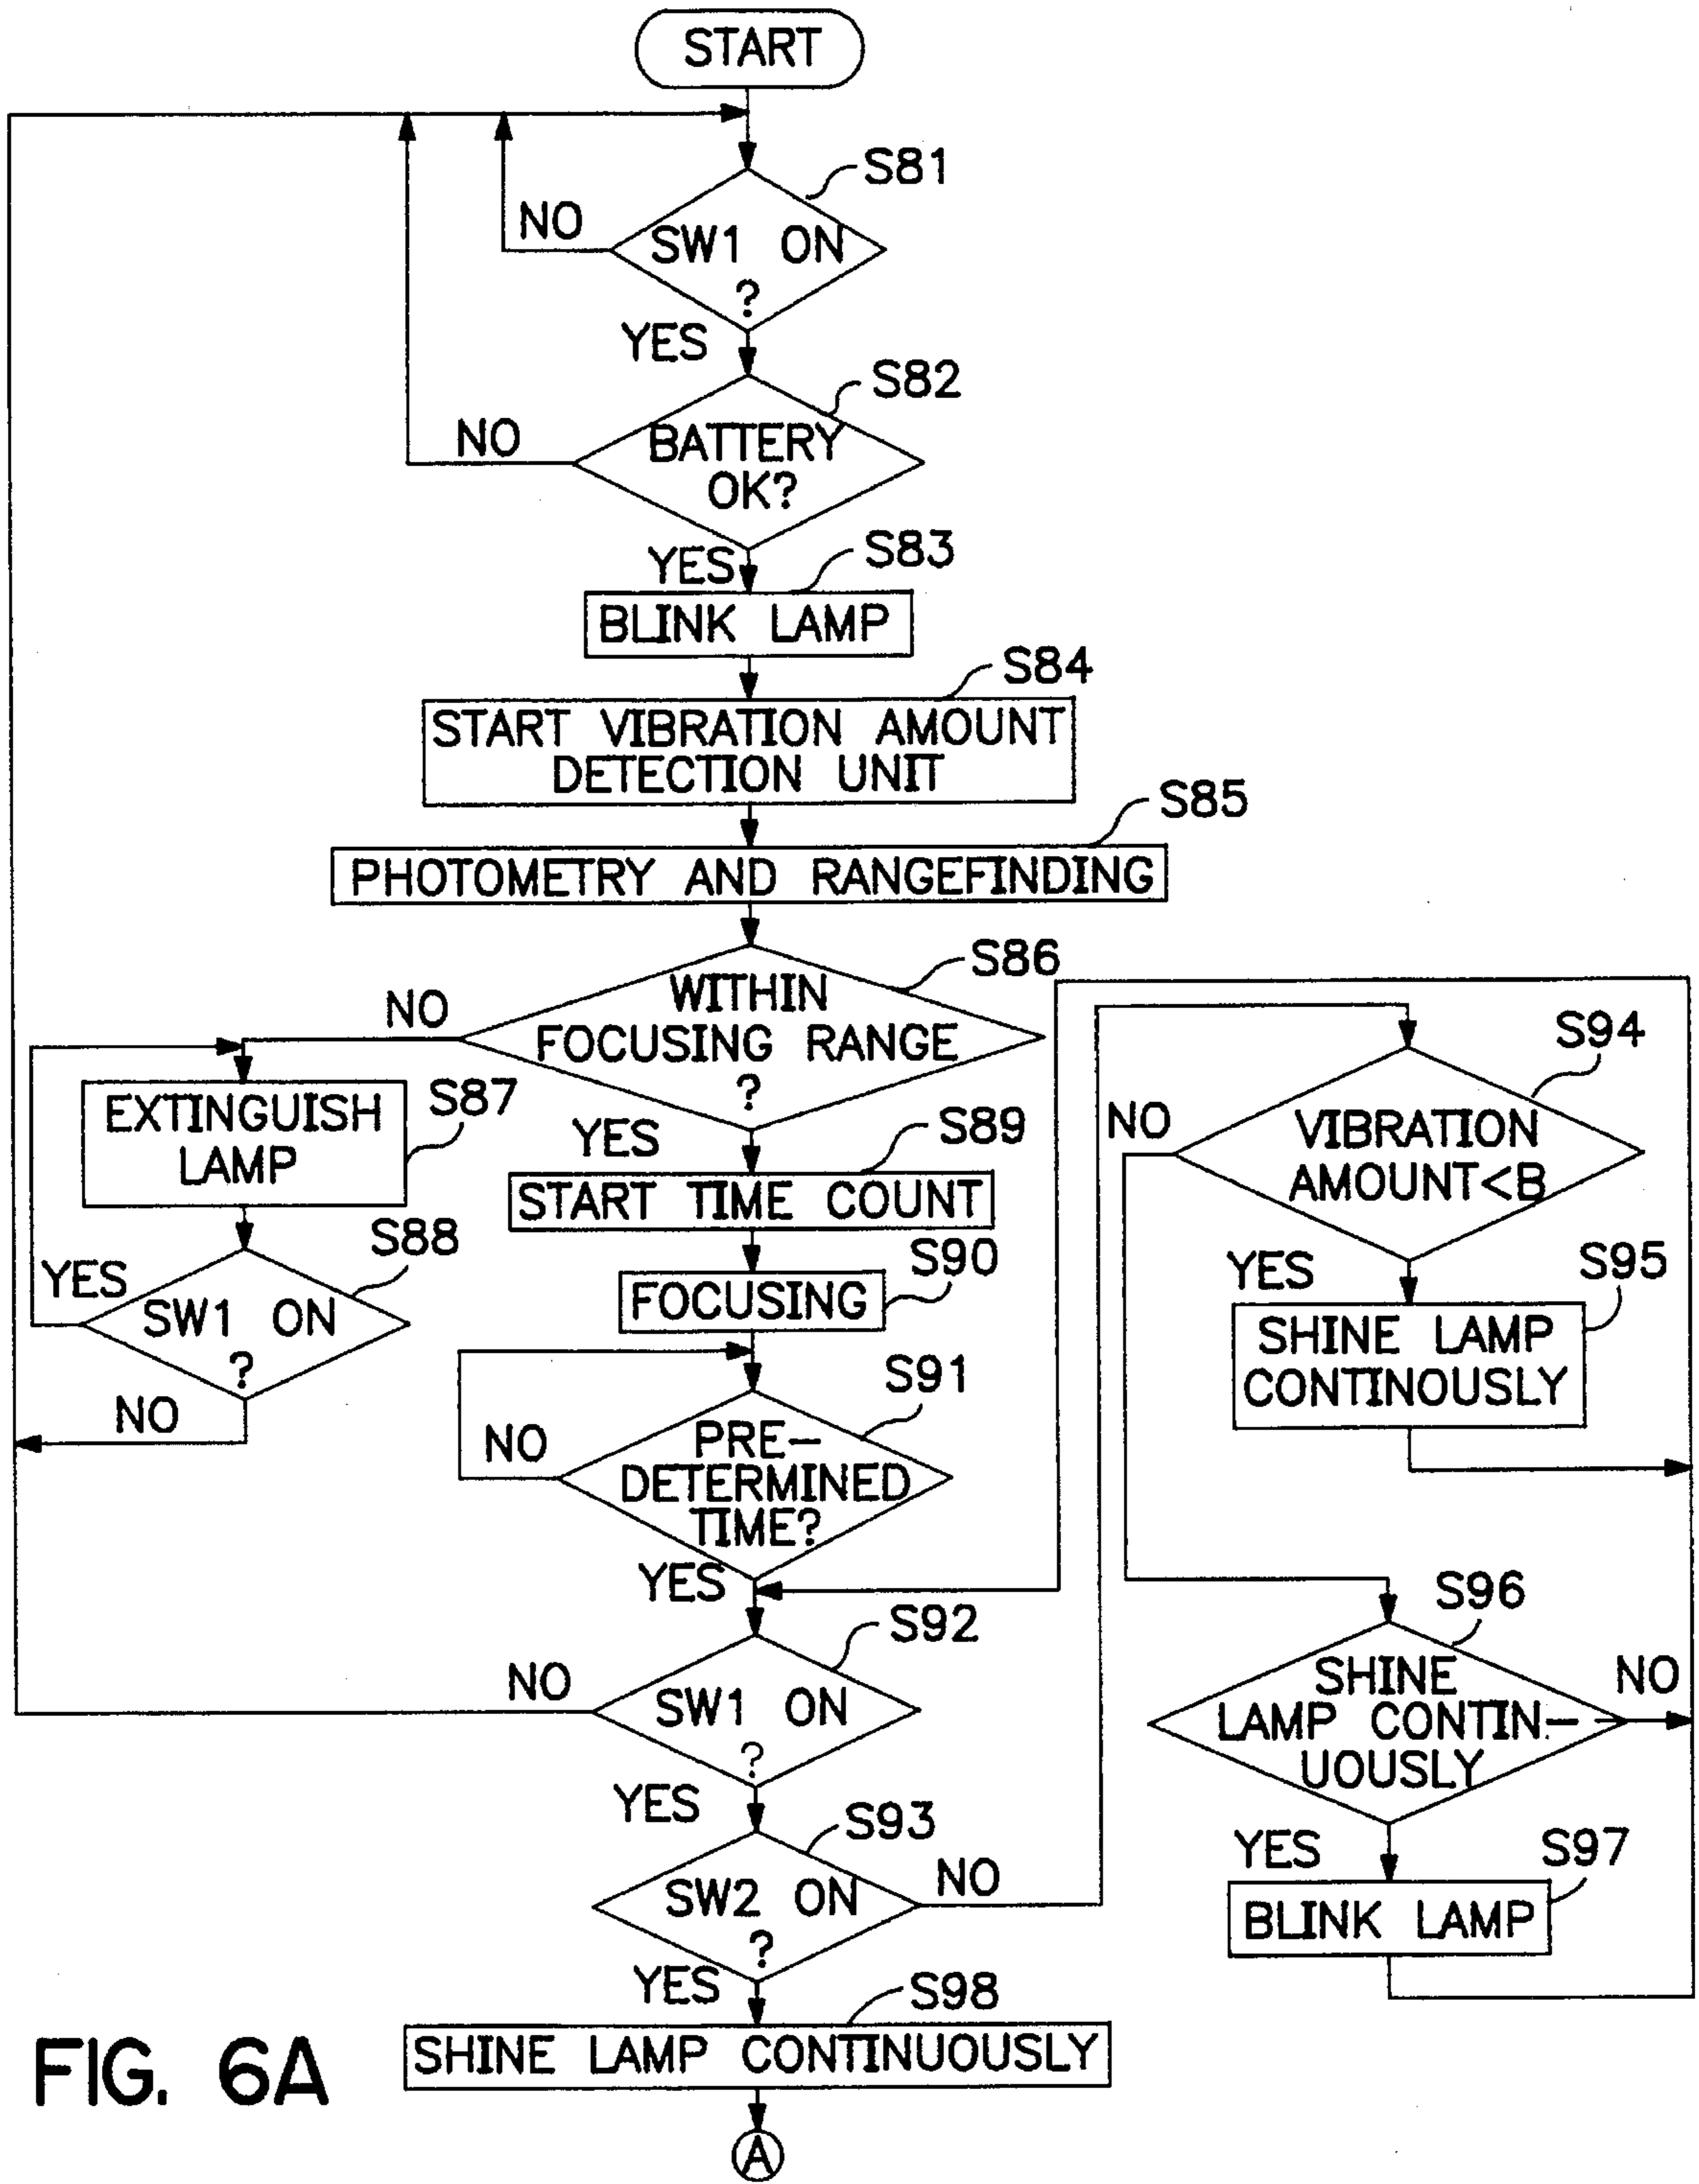 START
S81
NO
SW1 ON
?
YES
S82
NO
BATTERY
OK?
YES
S83
BLINK LAMP
S84
START VIBRATION AMOUNT
DETECTION UNIT
S85
PHOTOMETRY AND RANGEFINDING
S86
NO
WITHIN
FOCUSING RANGE
?
YES
EXTINGUISH
LAMP
S87
S88
YES
SW1 ON
?
NO
S89
START TIME COUNT
S90
FOCUSING
S91
NO
PRE-
DETERMINED
TIME?
YES
S92
NO
SW1 ON
?
YES
S93
SW2 ON
?
NO
YES
S94
NO
VIBRATION
AMOUNT<B
YES
S95
SHINE LAMP
CONTINOUSLY
S96
SHINE
LAMP CONTIN-
UOUSLY
NO
YES
S97
BLINK LAMP
S98
SHINE LAMP CONTINUOUSLY
A
FIG. 6A